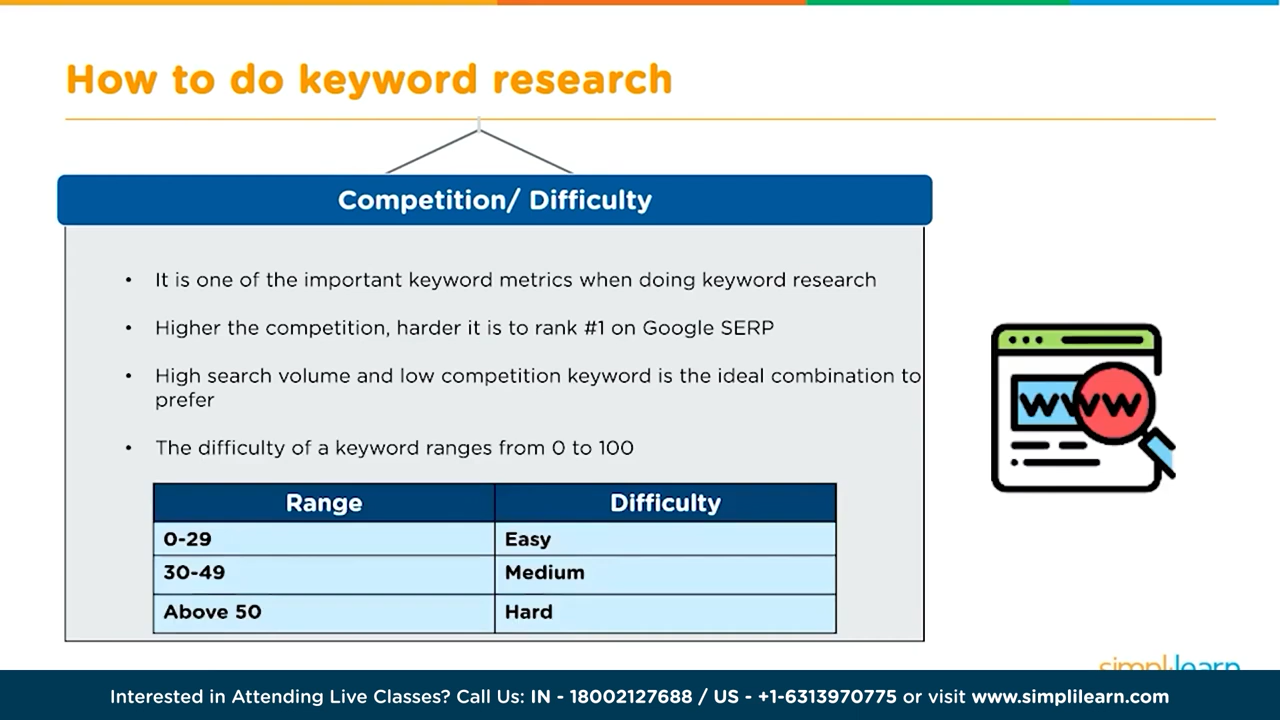 How to do keyword research
Competition/ Difficulty
• It is one of the important keyword metrics when doing keyword research
• Higher the competition, harder it is to rank #1 on Google SERP
• High search volume and low competition keyword is the ideal combination to
prefer
• The difficulty of a keyword ranges from 0 to 100
Range Difficulty
0-29 Easy
30-49 Medium
Above 50 Hard
WWW
simplilearn
Interested in Attending Live Classes? Call Us: IN - 18002127688 / US - +1-6313970775 or visit www.simplilearn.com